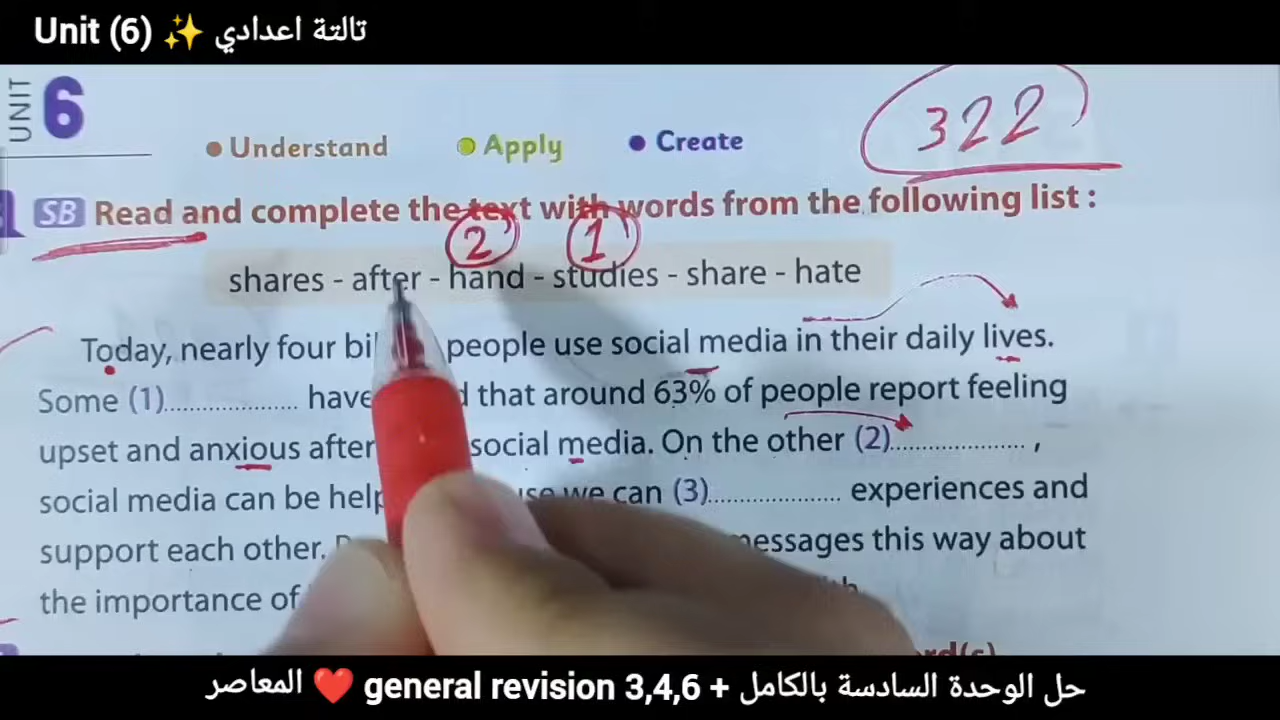 Unit (6) ✨ تالتة اعدادي
UNIT 6
322
Understand Apply Create
SB Read and complete the text with words from the following list :
2 1
shares - after - hand - studies - share - hate
Today, nearly four people use social media in their daily lives.
Some (1).................... have that around 63% of people report feeling
upset and anxious after social media. On the other (2)....................,
social media can be we can (3).................... experiences and
support each other. messages this way about
the importance of
حل الوحدة السادسة بالكامل + general revision 3,4,6 ❤️ المعاصر